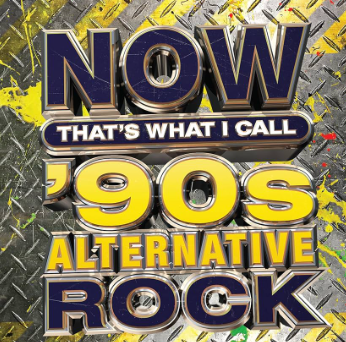 NOW
THAT'S WHAT I CALL
'90s
ALTERNATIVE
ROCK